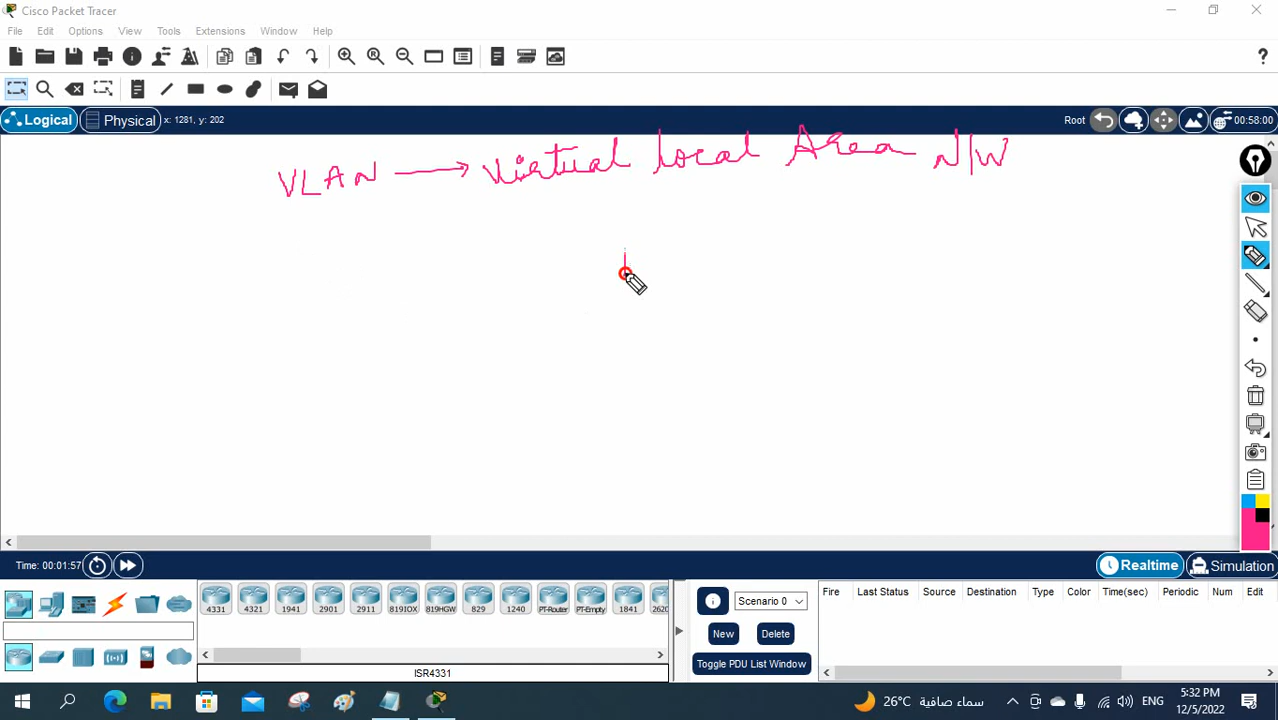 Cisco Packet Tracer
File Edit Options View Tools Extensions Window Help
Logical Physical x: 1281, y: 202 Root 00:58:00
VLAN → Virtual Local Area N/W
Time: 00:01:57 Realtime Simulation
4331 4321 1941 2901 2911 819IOX 819HGW 829 1240 PT-Router PT-Empty 1841 2620
Scenario 0
New Delete
Toggle PDU List Window
Fire Last Status Source Destination Type Color Time(sec) Periodic Num Edit
ISR4331
26°C سماء صافية ENG 5:32 PM
12/5/2022